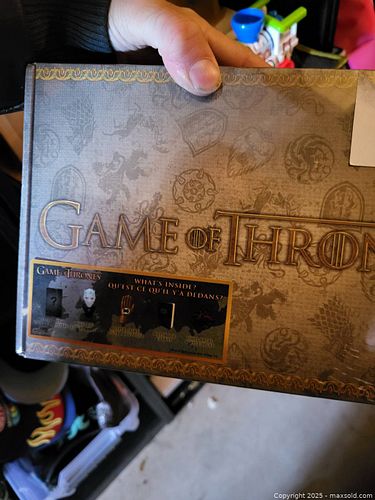 GAME OF THRON
GAME OF THRONES
WHAT'S INSIDE?
QU'EST CE QU'IL Y'A DEDANS?
Copyright 2025 - maxsold.com